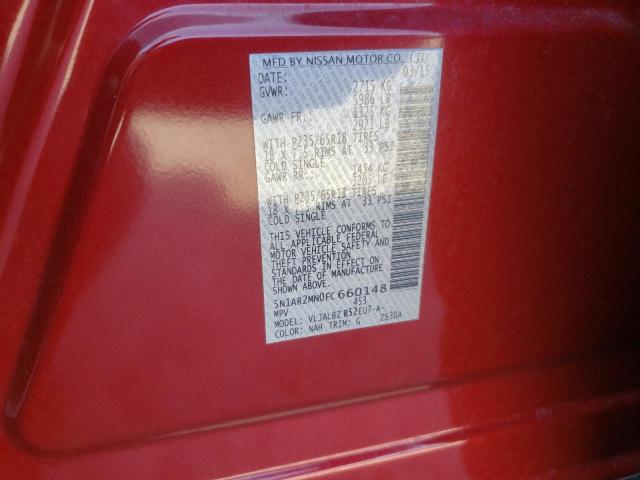 MFD BY NISSAN MOTOR CO., LTD
DATE: 03/15
GVWR: 2715 KG
5986 LB
GAWR FR: 1325 KG
2921 LB
WITH P235/65R18 TIRES
18 X 7.5 RIMS AT 33 PSI
COLD SINGLE
GAWR RR: 1454 KG
LB
WITH P235/65R18 TIRES
18 X 7.5 RIMS AT 33 PSI
COLD SINGLE
THIS VEHICLE CONFORMS TO
ALL APPLICABLE FEDERAL
MOTOR VEHICLE SAFETY AND
THEFT PREVENTION
STANDARDS IN EFFECT ON
THE DATE OF MANUFACTURE
5N1AR2MN0FC660148
MPV 453
MODEL: VLJALBZ R52EU7-A-
COLOR: NAH TRIM: G ZS30A